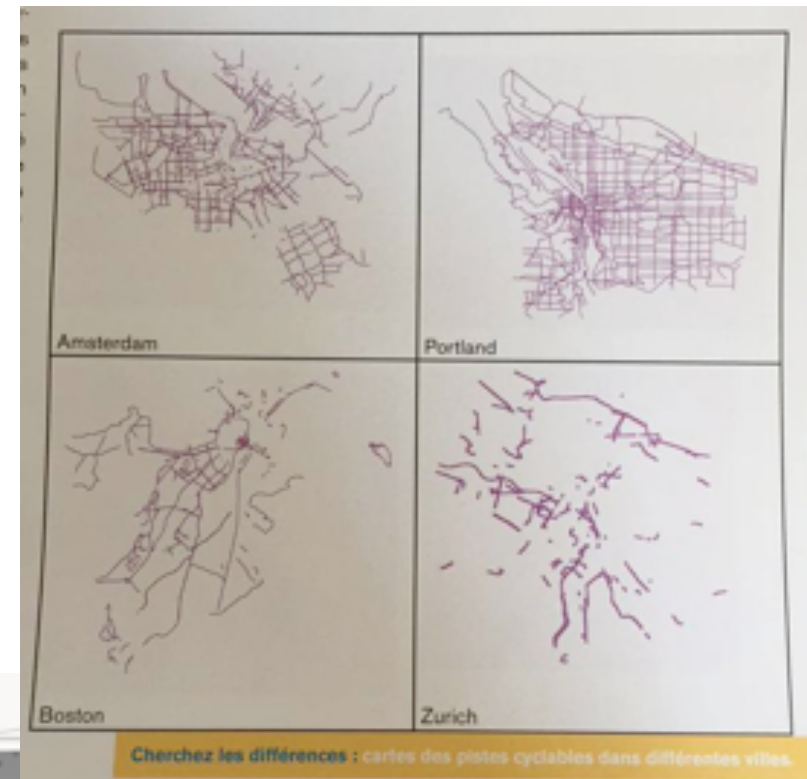 Amsterdam
Portland
Boston
Zurich
Cherchez les différences : cartes des pistes cyclables dans différentes villes.